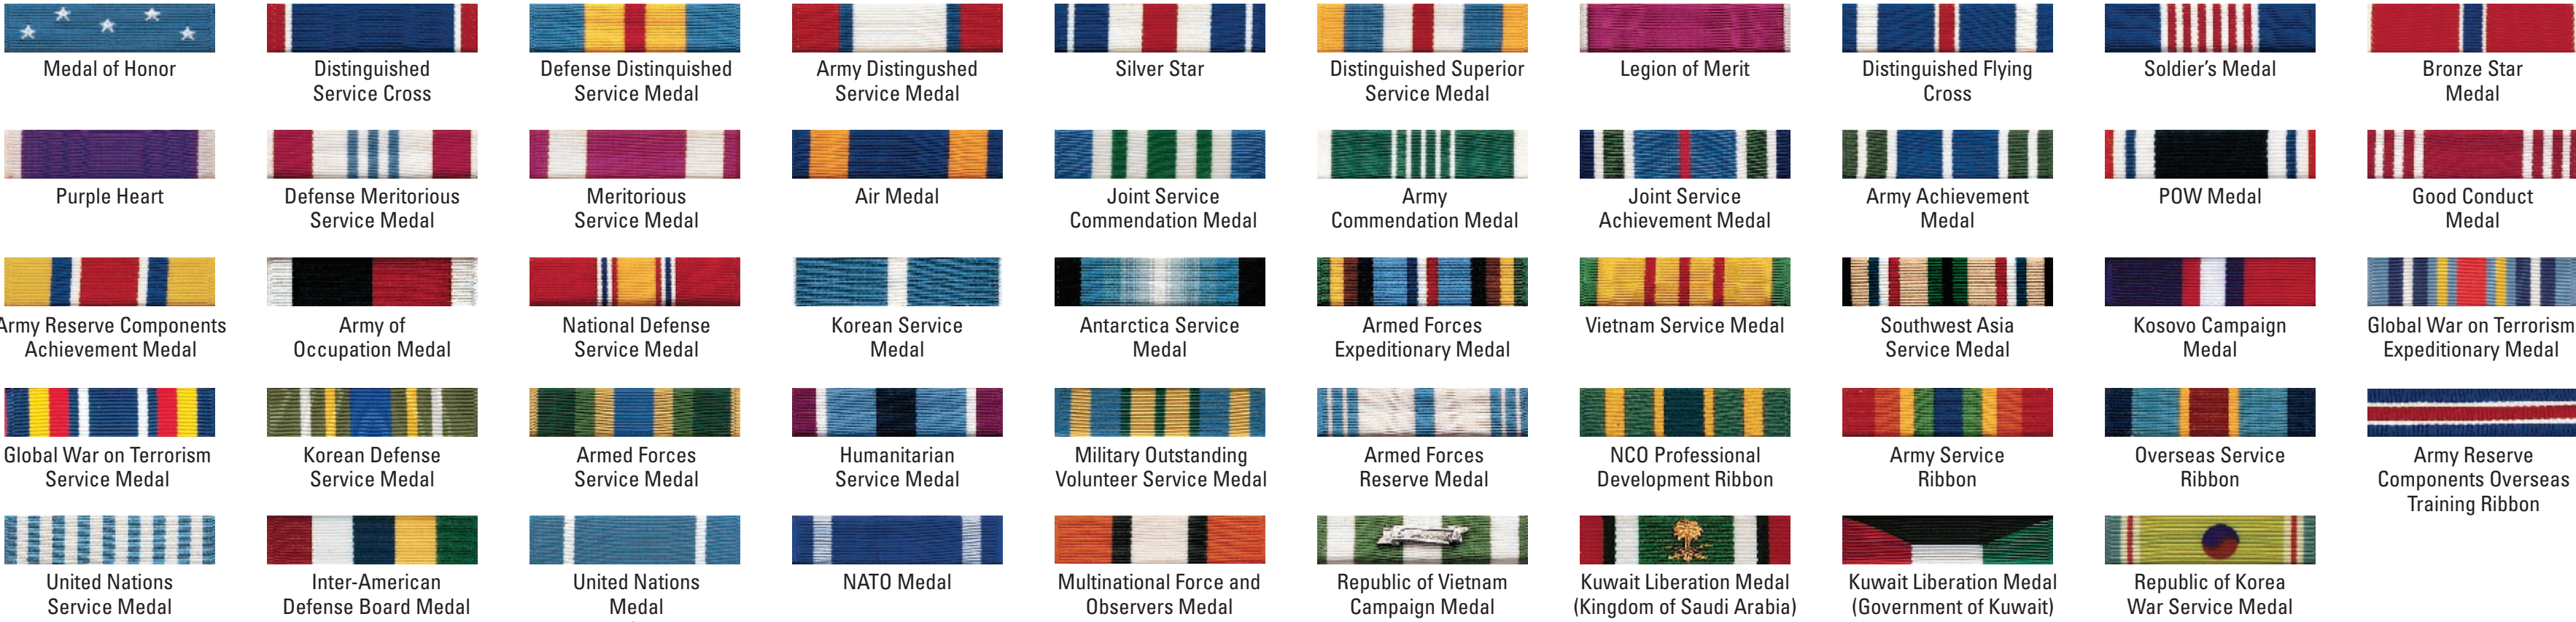 Medal of Honor
Distinguished
Service Cross
Defense Distinquished
Service Medal
Army Distingushed
Service Medal
Silver Star
Distinguished Superior
Service Medal
Legion of Merit
Distinguished Flying
Cross
Soldier's Medal
Bronze Star
Medal
Purple Heart
Defense Meritorious
Service Medal
Meritorious
Service Medal
Air Medal
Joint Service
Commendation Medal
Army
Commendation Medal
Joint Service
Achievement Medal
Army Achievement
Medal
POW Medal
Good Conduct
Medal
Army Reserve Components
Achievement Medal
Army of
Occupation Medal
National Defense
Service Medal
Korean Service
Medal
Antarctica Service
Medal
Armed Forces
Expeditionary Medal
Vietnam Service Medal
Southwest Asia
Service Medal
Kosovo Campaign
Medal
Global War on Terrorism
Expeditionary Medal
Global War on Terrorism
Service Medal
Korean Defense
Service Medal
Armed Forces
Service Medal
Humanitarian
Service Medal
Military Outstanding
Volunteer Service Medal
Armed Forces
Reserve Medal
NCO Professional
Development Ribbon
Army Service
Ribbon
Overseas Service
Ribbon
Army Reserve
Components Overseas
Training Ribbon
United Nations
Service Medal
Inter-American
Defense Board Medal
United Nations
Medal
NATO Medal
Multinational Force and
Observers Medal
Republic of Vietnam
Campaign Medal
Kuwait Liberation Medal
(Kingdom of Saudi Arabia)
Kuwait Liberation Medal
(Government of Kuwait)
Republic of Korea
War Service Medal